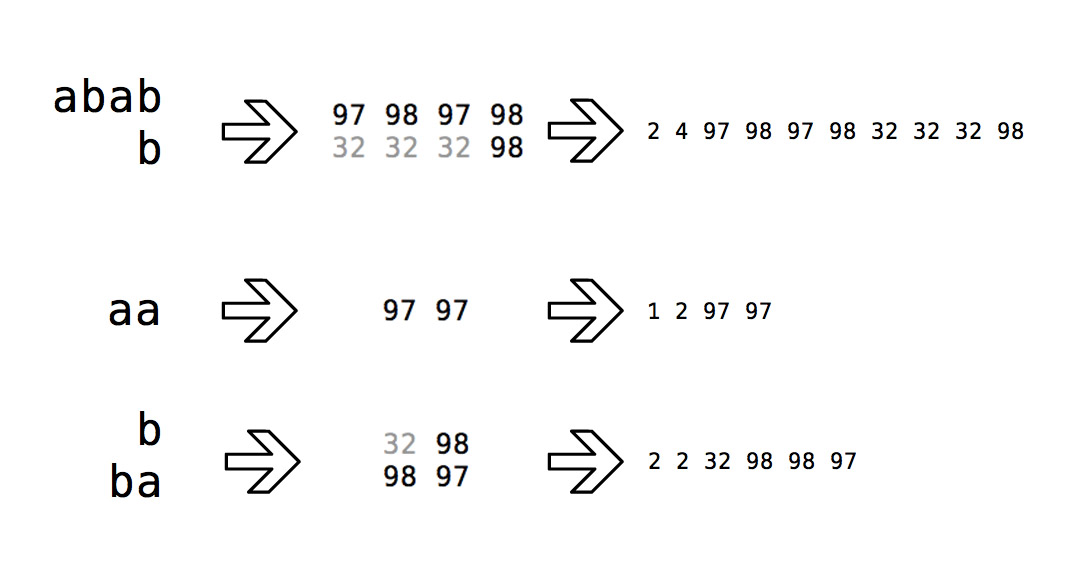 abab
b
97 98 97 98
32 32 32 98
2 4 97 98 97 98 32 32 32 98
aa
97 97
1 2 97 97
b
ba
32 98
98 97
2 2 32 98 98 97